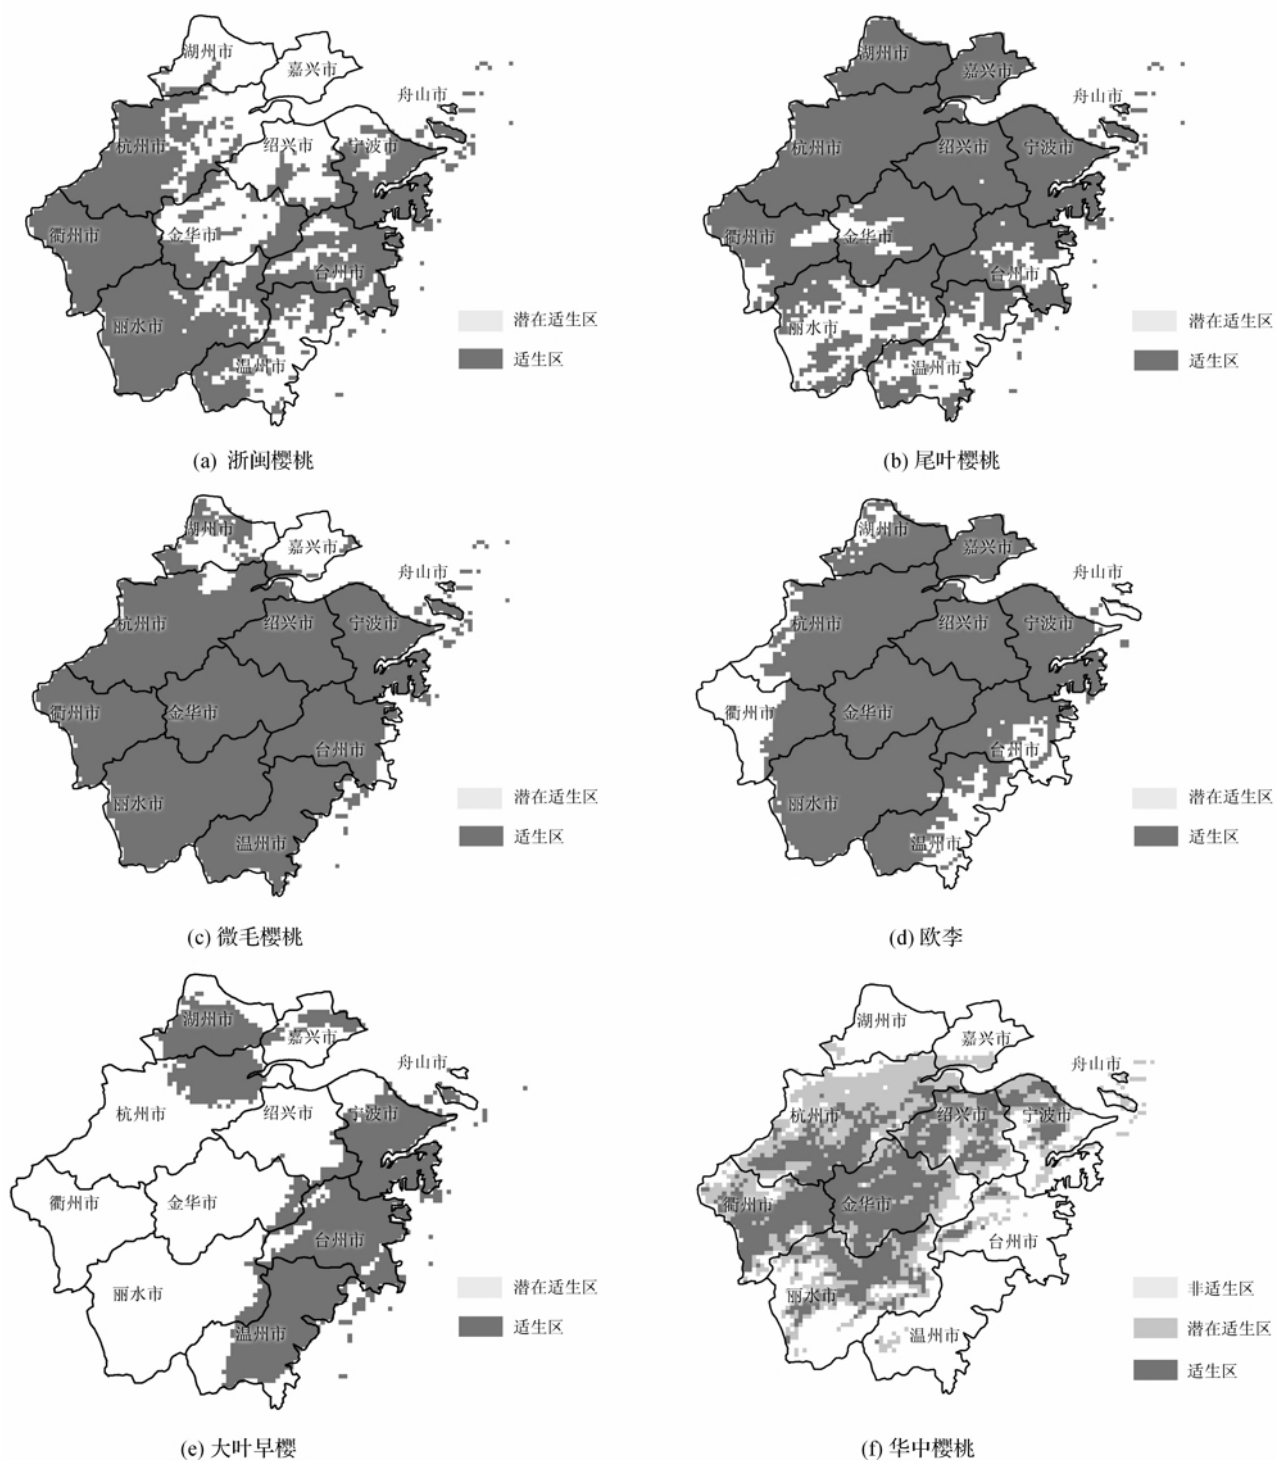 湖州市
嘉兴市
舟山市
杭州市
绍兴市
宁波市
衢州市
金华市
台州市
丽水市
温州市
潜在适生区
适生区
(a) 浙闽樱桃
湖州市
嘉兴市
舟山市
杭州市
绍兴市
宁波市
衢州市
金华市
台州市
丽水市
温州市
潜在适生区
适生区
(b) 尾叶樱桃
湖州市
嘉兴市
舟山市
杭州市
绍兴市
宁波市
衢州市
金华市
台州市
丽水市
温州市
潜在适生区
适生区
(c) 微毛樱桃
湖州市
嘉兴市
舟山市
杭州市
绍兴市
宁波市
衢州市
金华市
台州市
丽水市
温州市
潜在适生区
适生区
(d) 欧李
湖州市
嘉兴市
舟山市
杭州市
绍兴市
宁波市
衢州市
金华市
台州市
丽水市
温州市
潜在适生区
适生区
(e) 大叶早樱
湖州市
嘉兴市
舟山市
杭州市
绍兴市
宁波市
衢州市
金华市
台州市
丽水市
温州市
非适生区
潜在适生区
适生区
(f) 华中樱桃